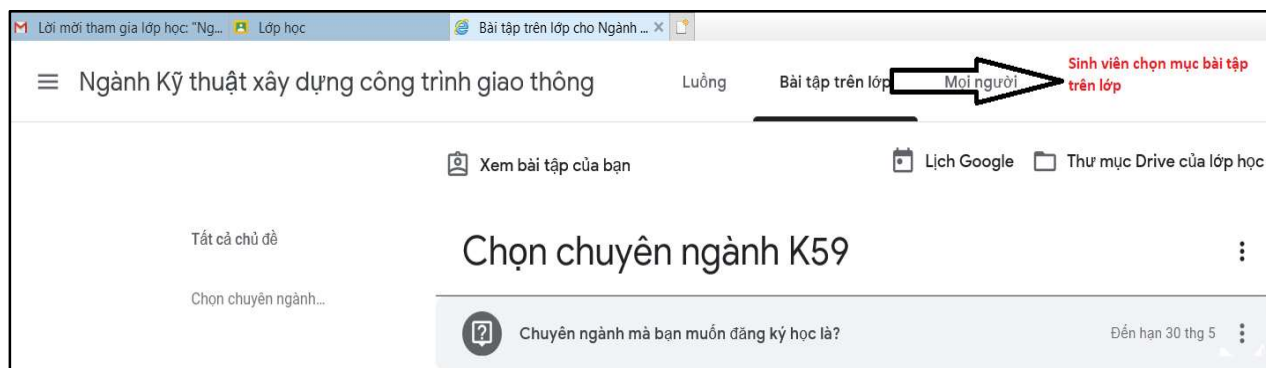 Lời mời tham gia lớp học: "Ng...
Lớp học
Bài tập trên lớp cho Ngành ...
Ngành Kỹ thuật xây dựng công trình giao thông
Luồng
Bài tập trên lớp
Mọi người
Sinh viên chọn mục bài tập
trên lớp
Xem bài tập của bạn
Lịch Google
Thư mục Drive của lớp học
Tất cả chủ đề
Chọn chuyên ngành K59
Chọn chuyên ngành...
Chuyên ngành mà bạn muốn đăng ký học là?
Đến hạn 30 thg 5